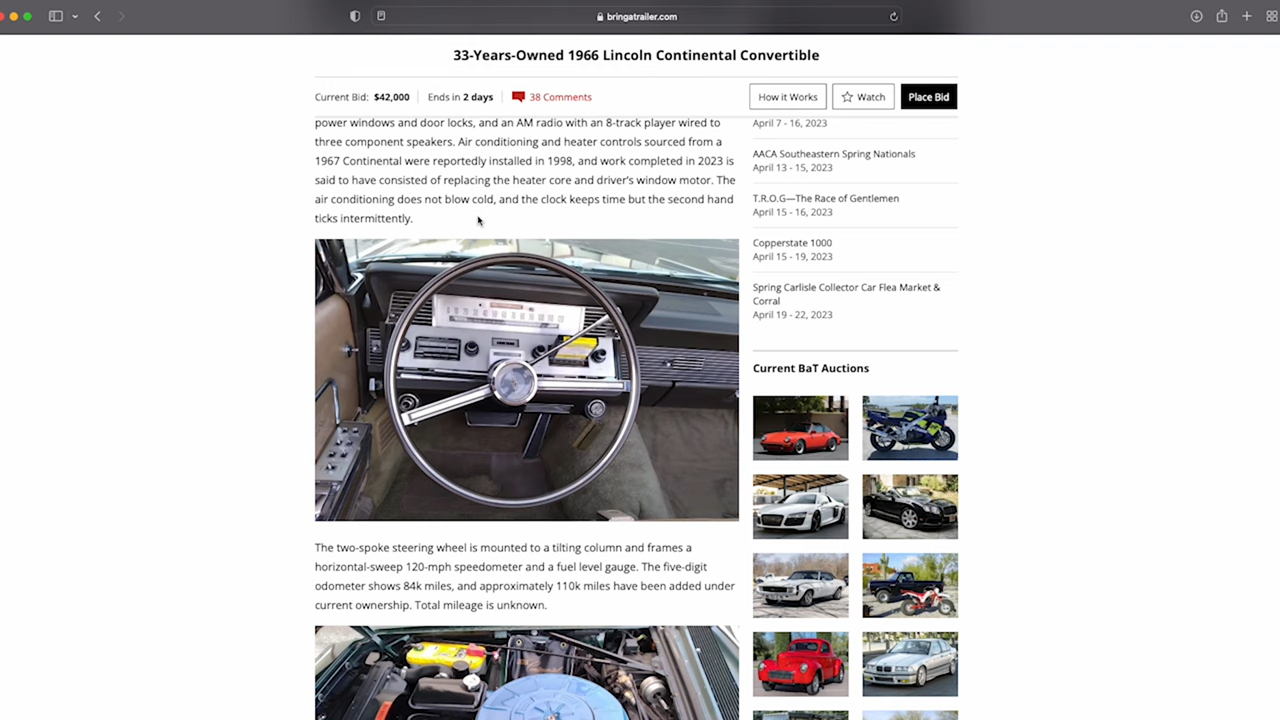 bringatrailer.com
33-Years-Owned 1966 Lincoln Continental Convertible
Current Bid: $42,000 Ends in 2 days 38 Comments How it Works Watch Place Bid
power windows and door locks, and an AM radio with an 8-track player wired to
three component speakers. Air conditioning and heater controls sourced from a
1967 Continental were reportedly installed in 1998, and work completed in 2023 is
said to have consisted of replacing the heater core and driver's window motor. The
air conditioning does not blow cold, and the clock keeps time but the second hand
ticks intermittently.
The two-spoke steering wheel is mounted to a tilting column and frames a
horizontal-sweep 120-mph speedometer and a fuel level gauge. The five-digit
odometer shows 84k miles, and approximately 110k miles have been added under
current ownership. Total mileage is unknown.
April 7 - 16, 2023
AACA Southeastern Spring Nationals
April 13 - 15, 2023
T.R.O.G—The Race of Gentlemen
April 15 - 16, 2023
Copperstate 1000
April 15 - 19, 2023
Spring Carlisle Collector Car Flea Market &
Corral
April 19 - 22, 2023
Current BaT Auctions